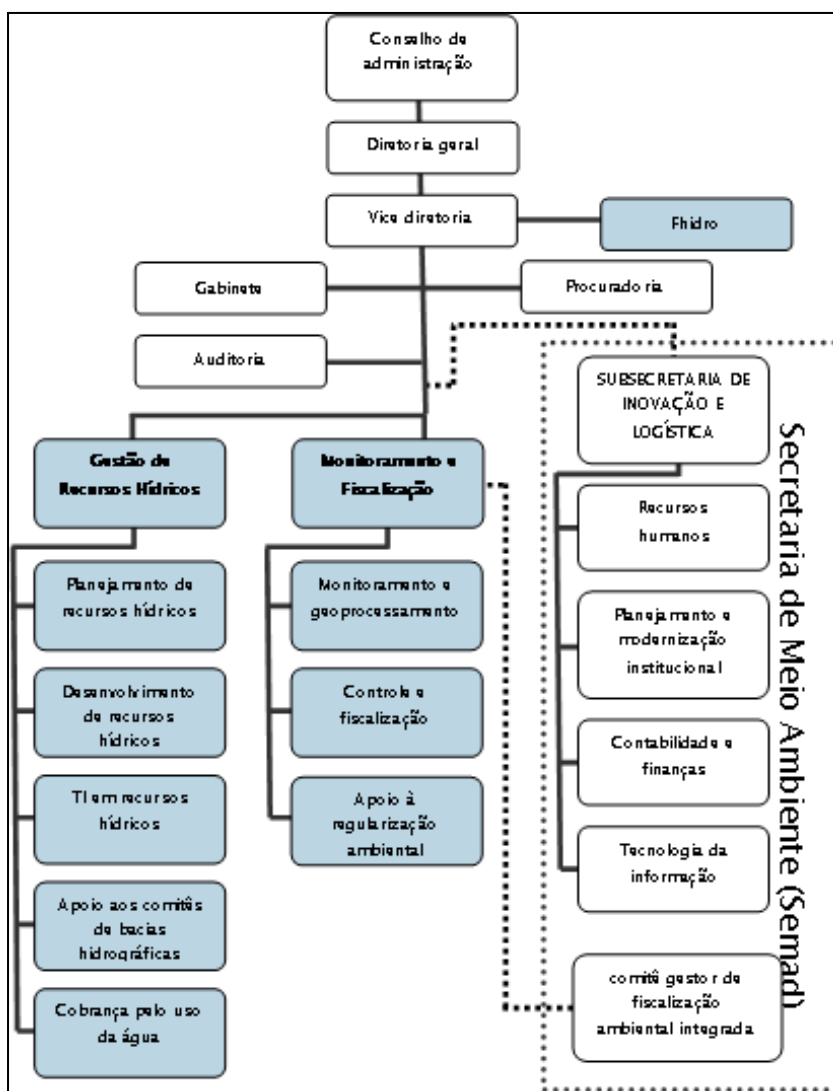 Conselho de
administração
Diretoria geral
Vice diretoria
Fhidro
Gabinete
Procuradoria
Auditoria
SUBSECRETARIA DE
INOVAÇÃO E
LOGÍSTICA
Gestão de
Recursos Hídricos
Monitoramento e
Fiscalização
Recursos
humanos
Planejamento de
recursos hídricos
Monitoramento e
geoprocessamento
Planejamento e
modernização
institucional
Desenvolvimento
de recursos
hídricos
Controle e
fiscalização
Contabilidade e
finanças
TI em recursos
hídricos
Apoio à
regularização
ambiental
Tecnologia da
informação
Apoio aos comitês
de bacias
hidrográficas
comitê gestor de
fiscalização
ambiental integrada
Cobrança pelo uso
da água
Secretaria de Meio Ambiente (Semad)